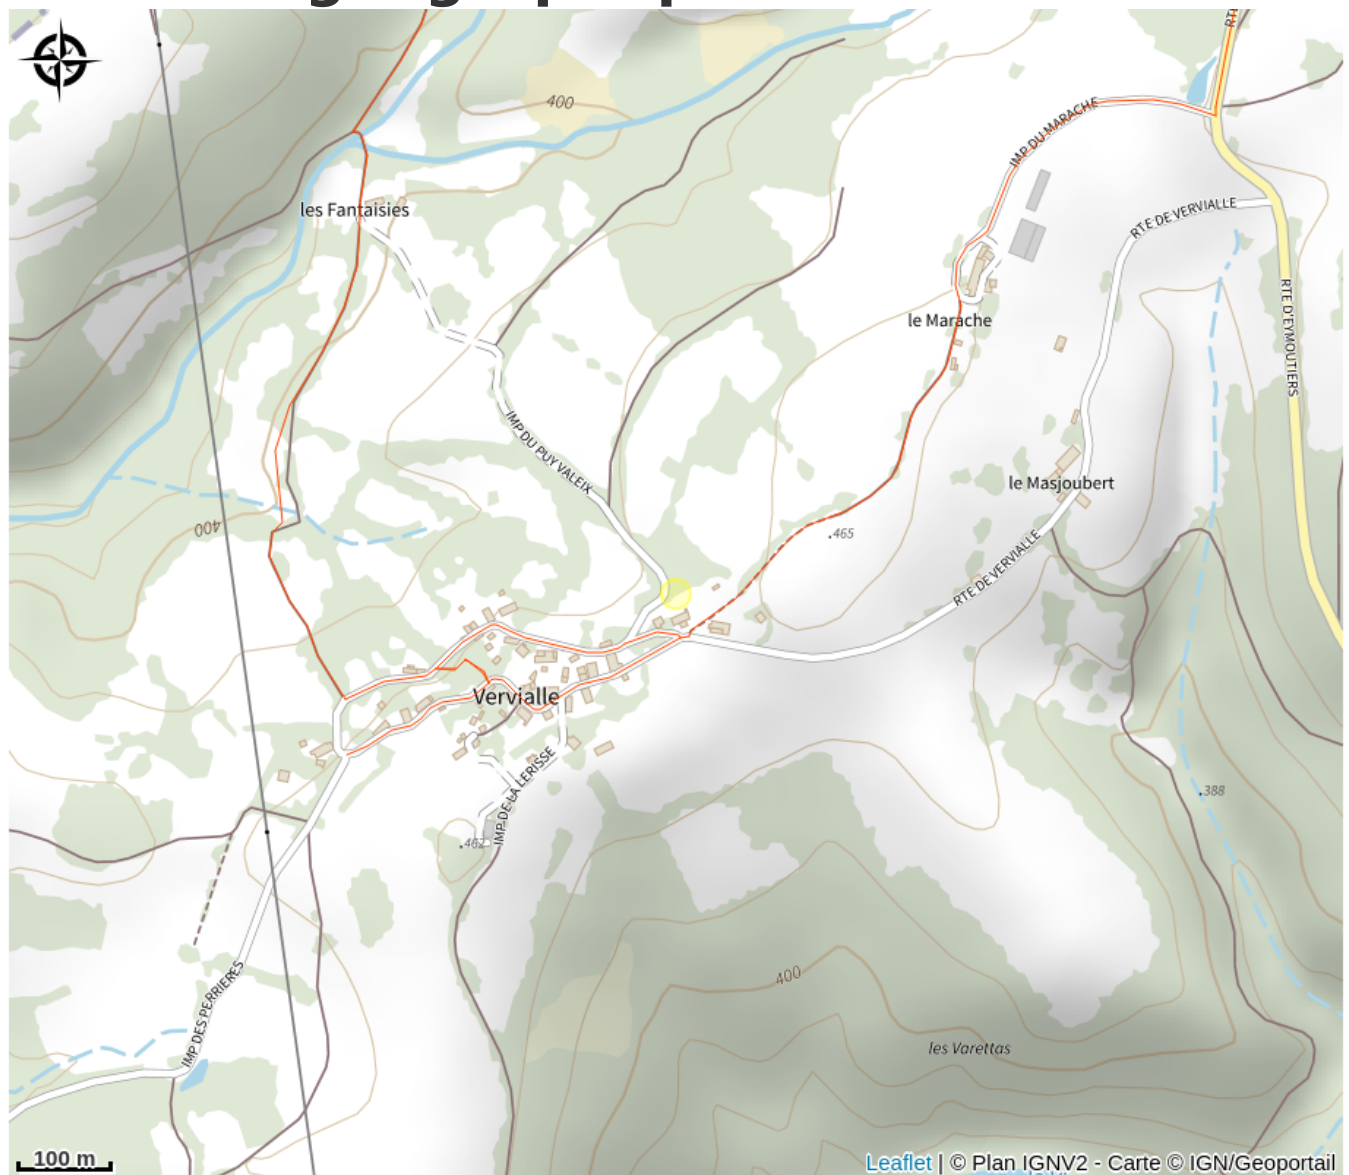 400
IMP DU MARACHE
les Fantaisies
RTE DE VERVIALLE
le Marache
RTE D'EYMOUTIERS
IMP DU PUY VALEIX
le Masjoubert
400
.465
RTE DE VERVIALLE
Vervialle
IMP DE LA LERISSE
.388
.462
400
IMP DES PERRIERES
les Varettas
100 m
Leaflet | © Plan IGNV2 - Carte © IGN/Geoportail